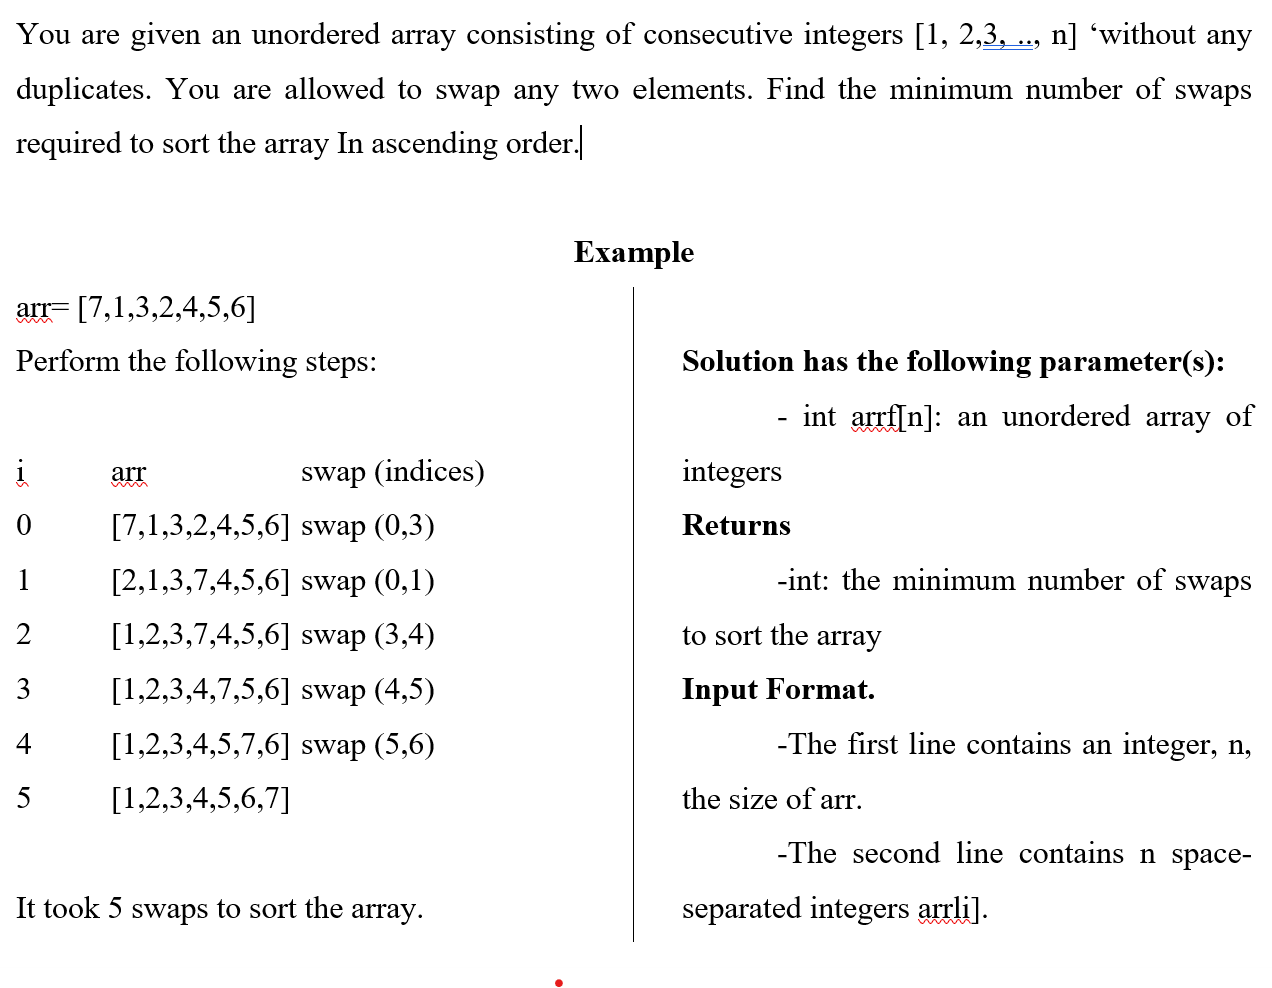 You are given an unordered array consisting of consecutive integers [1, 2,3, .., n] ‘without any
duplicates. You are allowed to swap any two elements. Find the minimum number of swaps
required to sort the array In ascending order.
Example
arr= [7,1,3,2,4,5,6]
Perform the following steps:
i arr swap (indices)
0 [7,1,3,2,4,5,6] swap (0,3)
1 [2,1,3,7,4,5,6] swap (0,1)
2 [1,2,3,7,4,5,6] swap (3,4)
3 [1,2,3,4,7,5,6] swap (4,5)
4 [1,2,3,4,5,7,6] swap (5,6)
5 [1,2,3,4,5,6,7]
It took 5 swaps to sort the array.
Solution has the following parameter(s):
- int arrf[n]: an unordered array of
integers
Returns
-int: the minimum number of swaps
to sort the array
Input Format.
-The first line contains an integer, n,
the size of arr.
-The second line contains n space-
separated integers arrli].